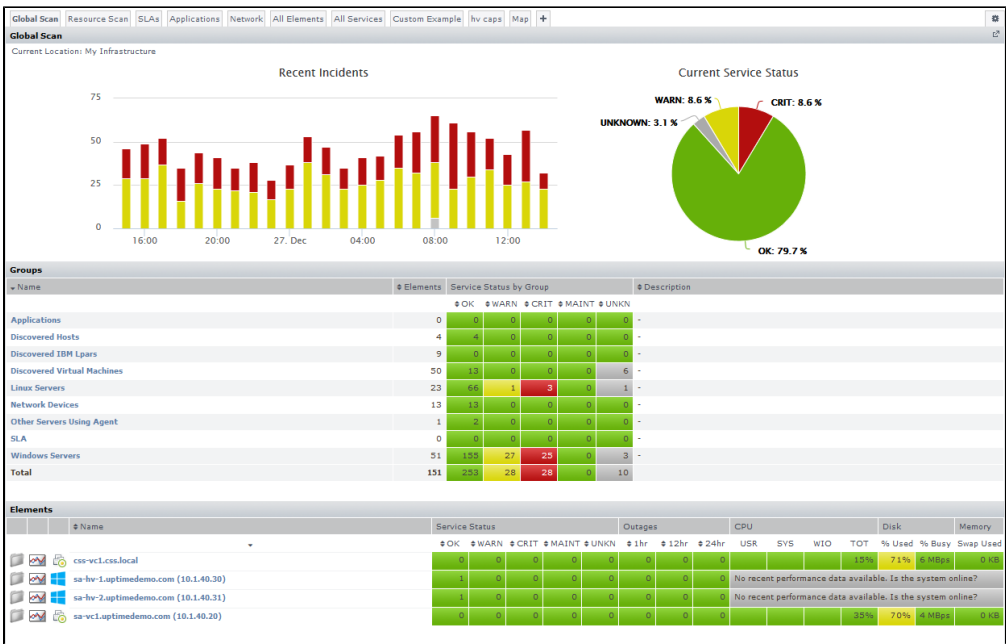 Global Scan Resource Scan SLAs Applications Network All Elements All Services Custom Example hv caps Map +
Global Scan
Current Location: My Infrastructure
Recent Incidents
75
50
25
0
16:00 20:00 27. Dec 04:00 08:00 12:00
Current Service Status
WARN: 8.6 % CRIT: 8.6 %
UNKNOWN: 3.1 %
OK: 79.7 %
Groups
Name Elements Service Status by Group Description
OK WARN CRIT MAINT UNKN
Applications 0 0 0 0 0 0 -
Discovered Hosts 4 4 0 0 0 0 -
Discovered IBM Lpars 9 0 0 0 0 0 -
Discovered Virtual Machines 50 13 0 0 0 6 -
Linux Servers 23 66 1 3 0 1 -
Network Devices 13 13 0 0 0 0 -
Other Servers Using Agent 1 2 0 0 0 0 -
SLA 0 0 0 0 0 0 -
Windows Servers 51 155 27 25 0 3 -
Total 151 253 28 28 0 10
Elements
Name Service Status Outages CPU Disk Memory
OK WARN CRIT MAINT UNKN 1hr 12hr 24hr USR SYS WIO TOT % Used % Busy Swap Used
css-vc1.css.local 0 0 0 0 0 0 0 0 15% 71% 6 MBps 0 KB
sa-hv-1.uptimedemo.com (10.1.40.30) 1 0 0 0 0 0 0 0 No recent performance data available. Is the system online?
sa-hv-2.uptimedemo.com (10.1.40.31) 1 0 0 0 0 0 0 0 No recent performance data available. Is the system online?
sa-vc1.uptimedemo.com (10.1.40.20) 0 0 0 0 0 0 0 0 35% 70% 4 MBps 0 KB